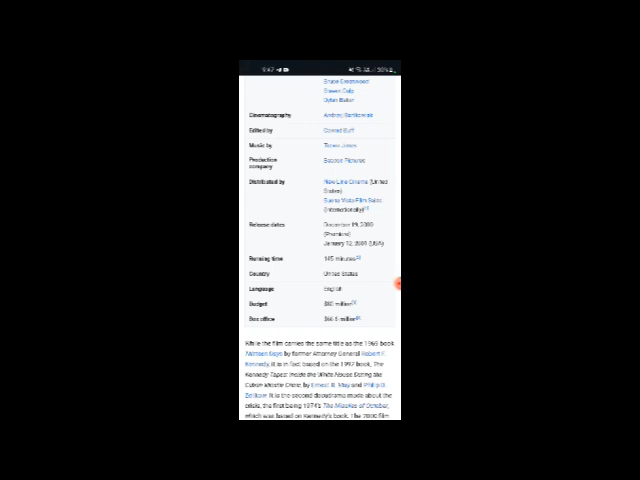 Bruce Greenwood
Steven Culp
Dylan Baker
Cinematography Andrzej Bartkowiak
Edited by Conrad Buff
Music by Trevor Jones
Production company Beacon Pictures
Distributed by New Line Cinema (United
States)
Buena Vista Film Sales
(International)[1]
Release dates December 19, 2000
(Premiere)
January 12, 2001 (USA)
Running time 145 minutes
Country United States
Language English
Budget $80 million
Box office $66.6 million
While the film carries the same title as the 1969 book
Thirteen Days by former Attorney General Robert F.
Kennedy, it is in fact based on the 1997 book, The
Kennedy Tapes: Inside the White House During the
Cuban Missile Crisis, by Ernest R. May and Philip D.
Zelikow. It is the second docudrama made about the
crisis, the first being 1974's The Missiles of October,
which was based on Kennedy's book. The 2000 film